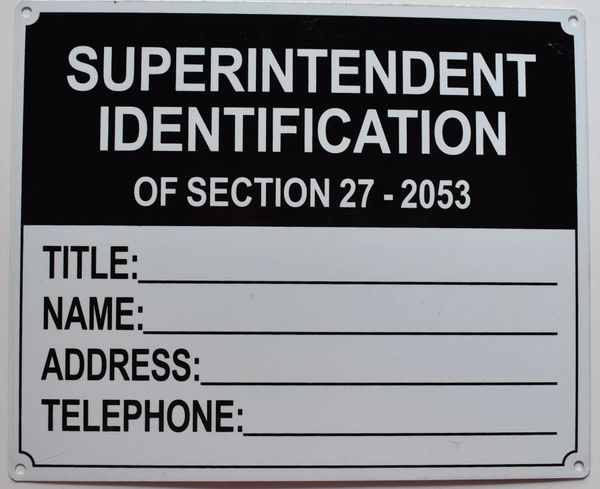 SUPERINTENDENT
IDENTIFICATION
OF SECTION 27 - 2053
TITLE:
NAME:
ADDRESS:
TELEPHONE: